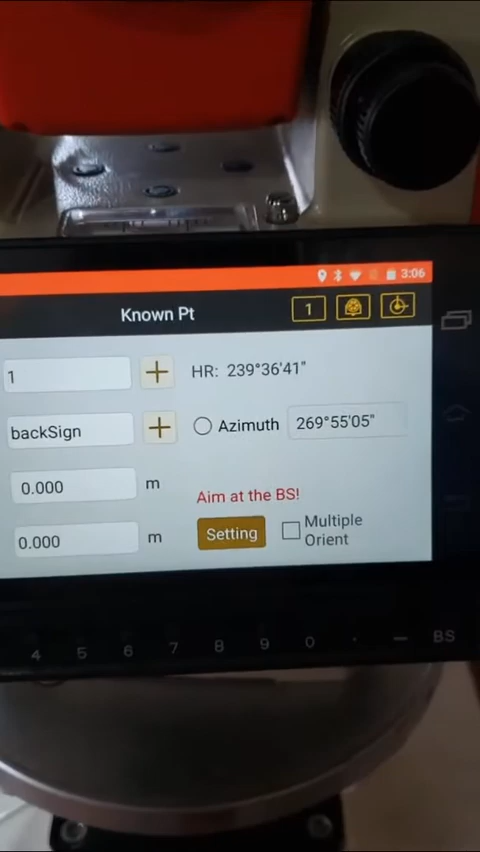 3:06
Known Pt
1
1
HR: 239°36'41"
backSign
Azimuth
269°55'05"
0.000 m
Aim at the BS!
0.000 m
Setting
Multiple
Orient
4 5 6 7 8 9 0 . — BS